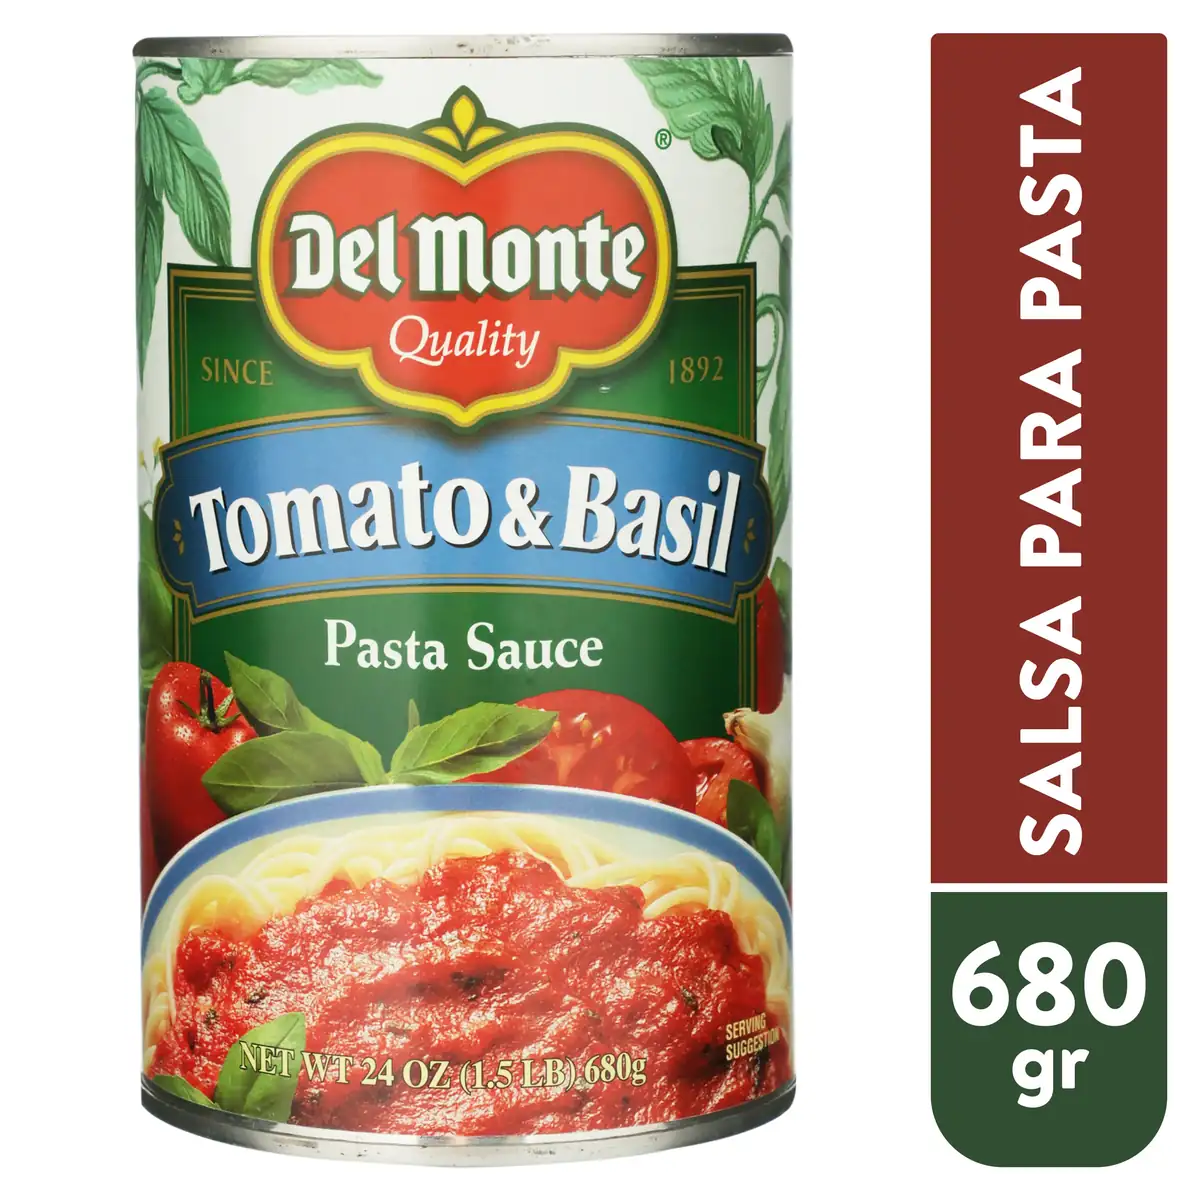 Del Monte
®
Quality
SINCE 1892
Tomato & Basil
Pasta Sauce
SERVING
SUGGESTION
NET WT 24 OZ (1.5 LB) 680g
SALSA PARA PASTA
680
gr